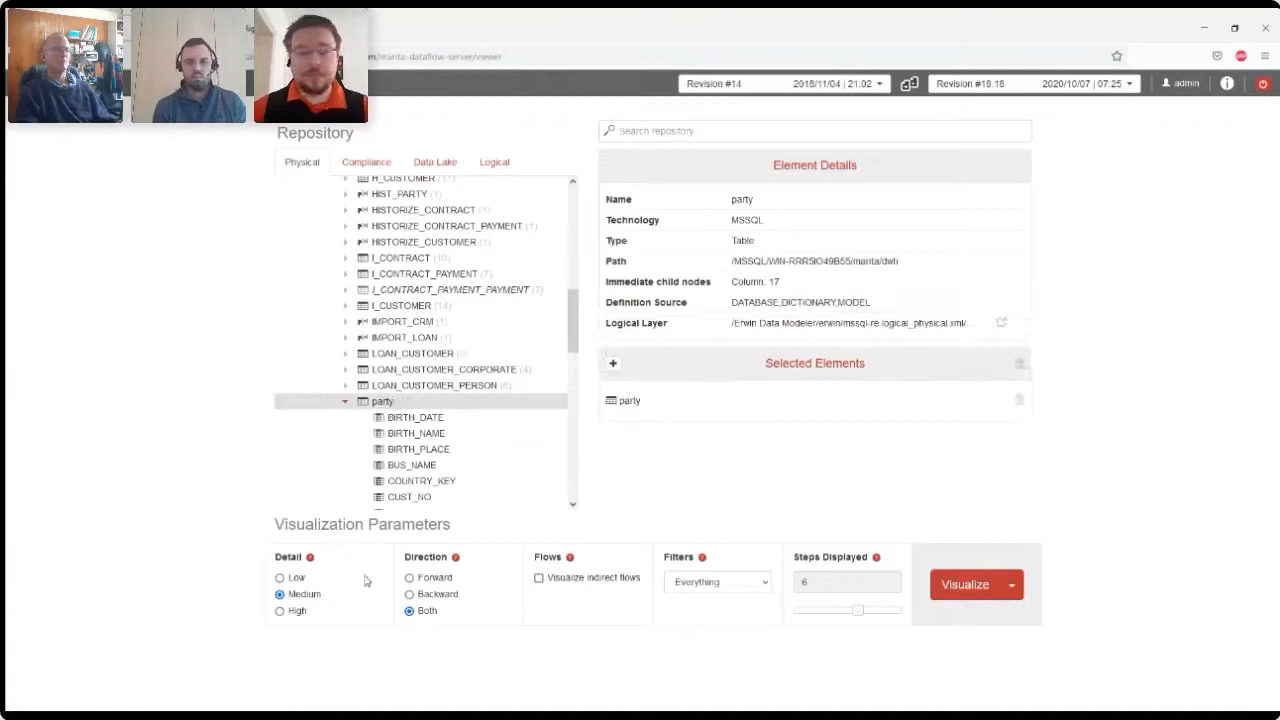 m/manta-dataflow-server/viewer
Revision #14 2018/11/04 | 21:02
Revision #18.18 2020/10/07 | 07:25
admin
Repository
Physical Compliance Data Lake Logical
H_CUSTOMER (17)
HIST_PARTY (1)
HISTORIZE_CONTRACT (1)
HISTORIZE_CONTRACT_PAYMENT (1)
HISTORIZE_CUSTOMER (1)
I_CONTRACT (10)
I_CONTRACT_PAYMENT (7)
I_CONTRACT_PAYMENT_PAYMENT (7)
I_CUSTOMER (14)
IMPORT_CRM (1)
IMPORT_LOAN (1)
LOAN_CUSTOMER
LOAN_CUSTOMER_CORPORATE (4)
LOAN_CUSTOMER_PERSON (6)
party
BIRTH_DATE
BIRTH_NAME
BIRTH_PLACE
BUS_NAME
COUNTRY_KEY
CUST_NO
Search repository
Element Details
Name party
Technology MSSQL
Type Table
Path /MSSQL/WIN-RRR5IO49B55/manta/dwh
Immediate child nodes Column: 17
Definition Source DATABASE,DICTIONARY,MODEL
Logical Layer /Erwin Data Modeler/erwin/mssql-re logical_physical.xml/...
+ Selected Elements
party
Visualization Parameters
Detail ?
Low
Medium
High
Direction ?
Forward
Backward
Both
Flows ?
Visualize indirect flows
Filters ?
Everything
Steps Displayed ?
6
Visualize